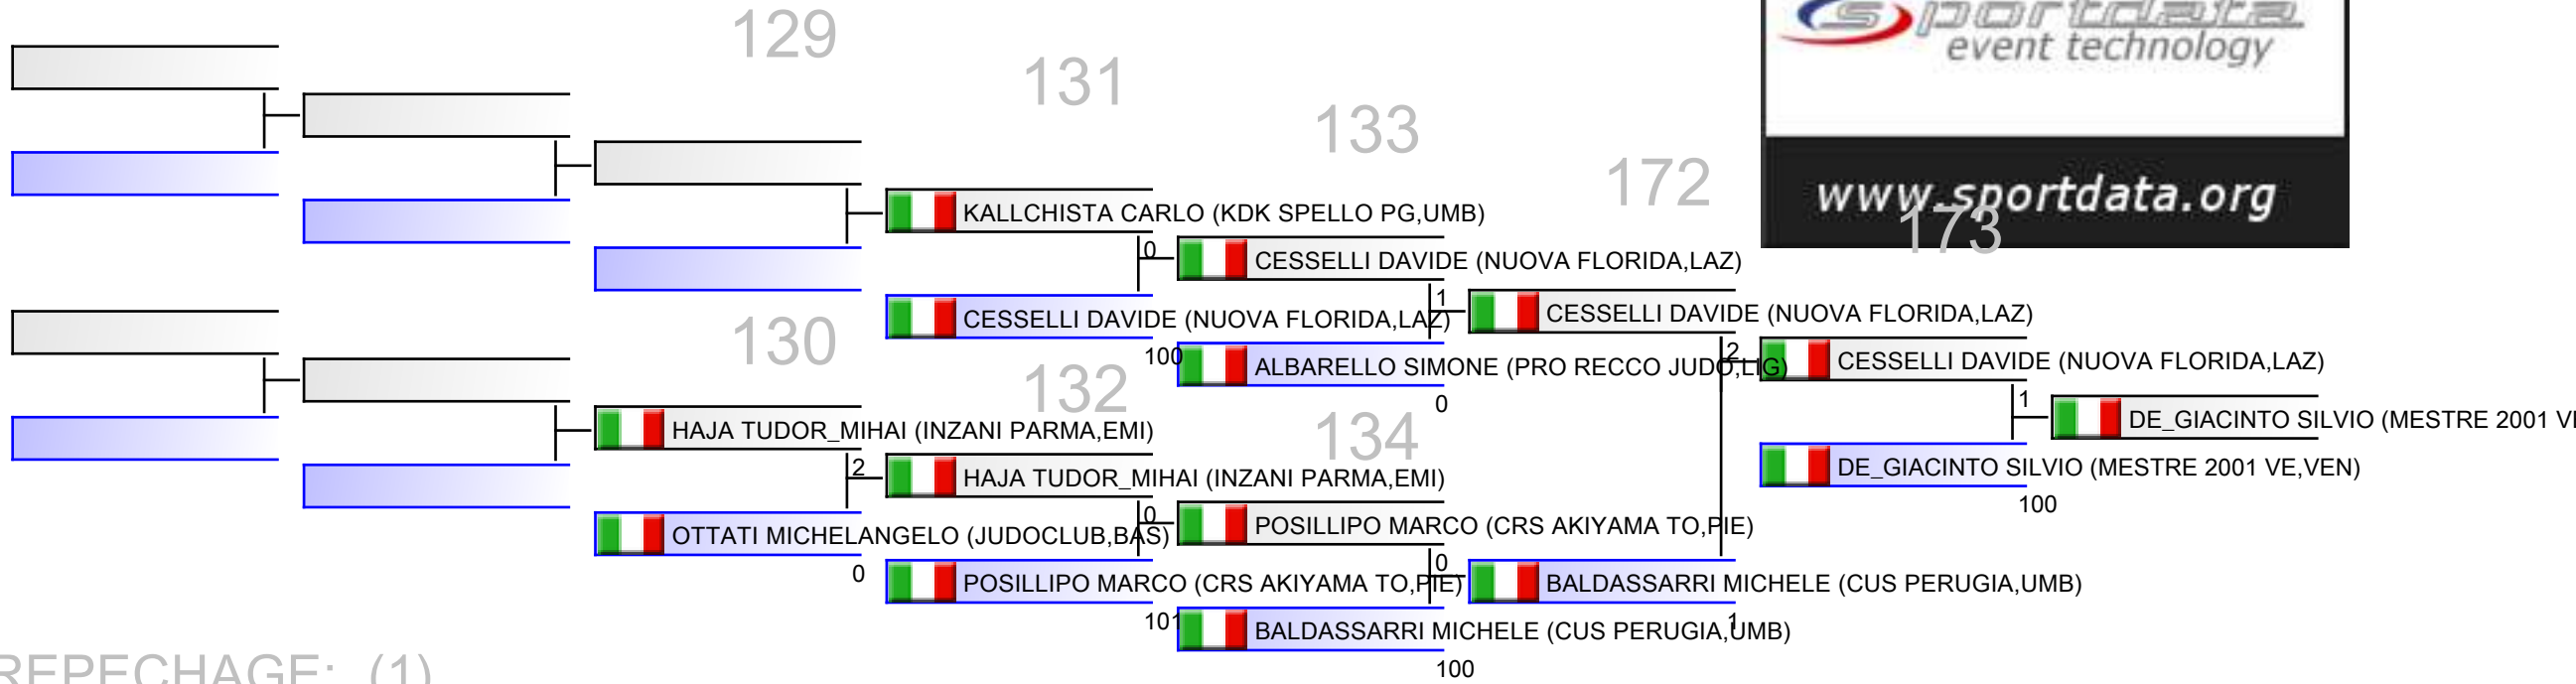 129
131
133
172
173
sportdata
event technology
www.sportdata.org
KALLCHISTA CARLO (KDK SPELLO PG,UMB)
0
CESSELLI DAVIDE (NUOVA FLORIDA,LAZ)
CESSELLI DAVIDE (NUOVA FLORIDA,LAZ)
100
1
CESSELLI DAVIDE (NUOVA FLORIDA,LAZ)
ALBARELLO SIMONE (PRO RECCO JUDO,LIG)
0
2
CESSELLI DAVIDE (NUOVA FLORIDA,LAZ)
1
DE_GIACINTO SILVIO (MESTRE 2001
DE_GIACINTO SILVIO (MESTRE 2001 VE,VEN)
100
130
132
134
HAJA TUDOR_MIHAI (INZANI PARMA,EMI)
2
HAJA TUDOR_MIHAI (INZANI PARMA,EMI)
OTTATI MICHELANGELO (JUDOCLUB,BAS)
0
0
POSILLIPO MARCO (CRS AKIYAMA TO,PIE)
POSILLIPO MARCO (CRS AKIYAMA TO,PIE)
101
0
BALDASSARRI MICHELE (CUS PERUGIA,UMB)
1
BALDASSARRI MICHELE (CUS PERUGIA,UMB)
100
REPECHAGE: (1)